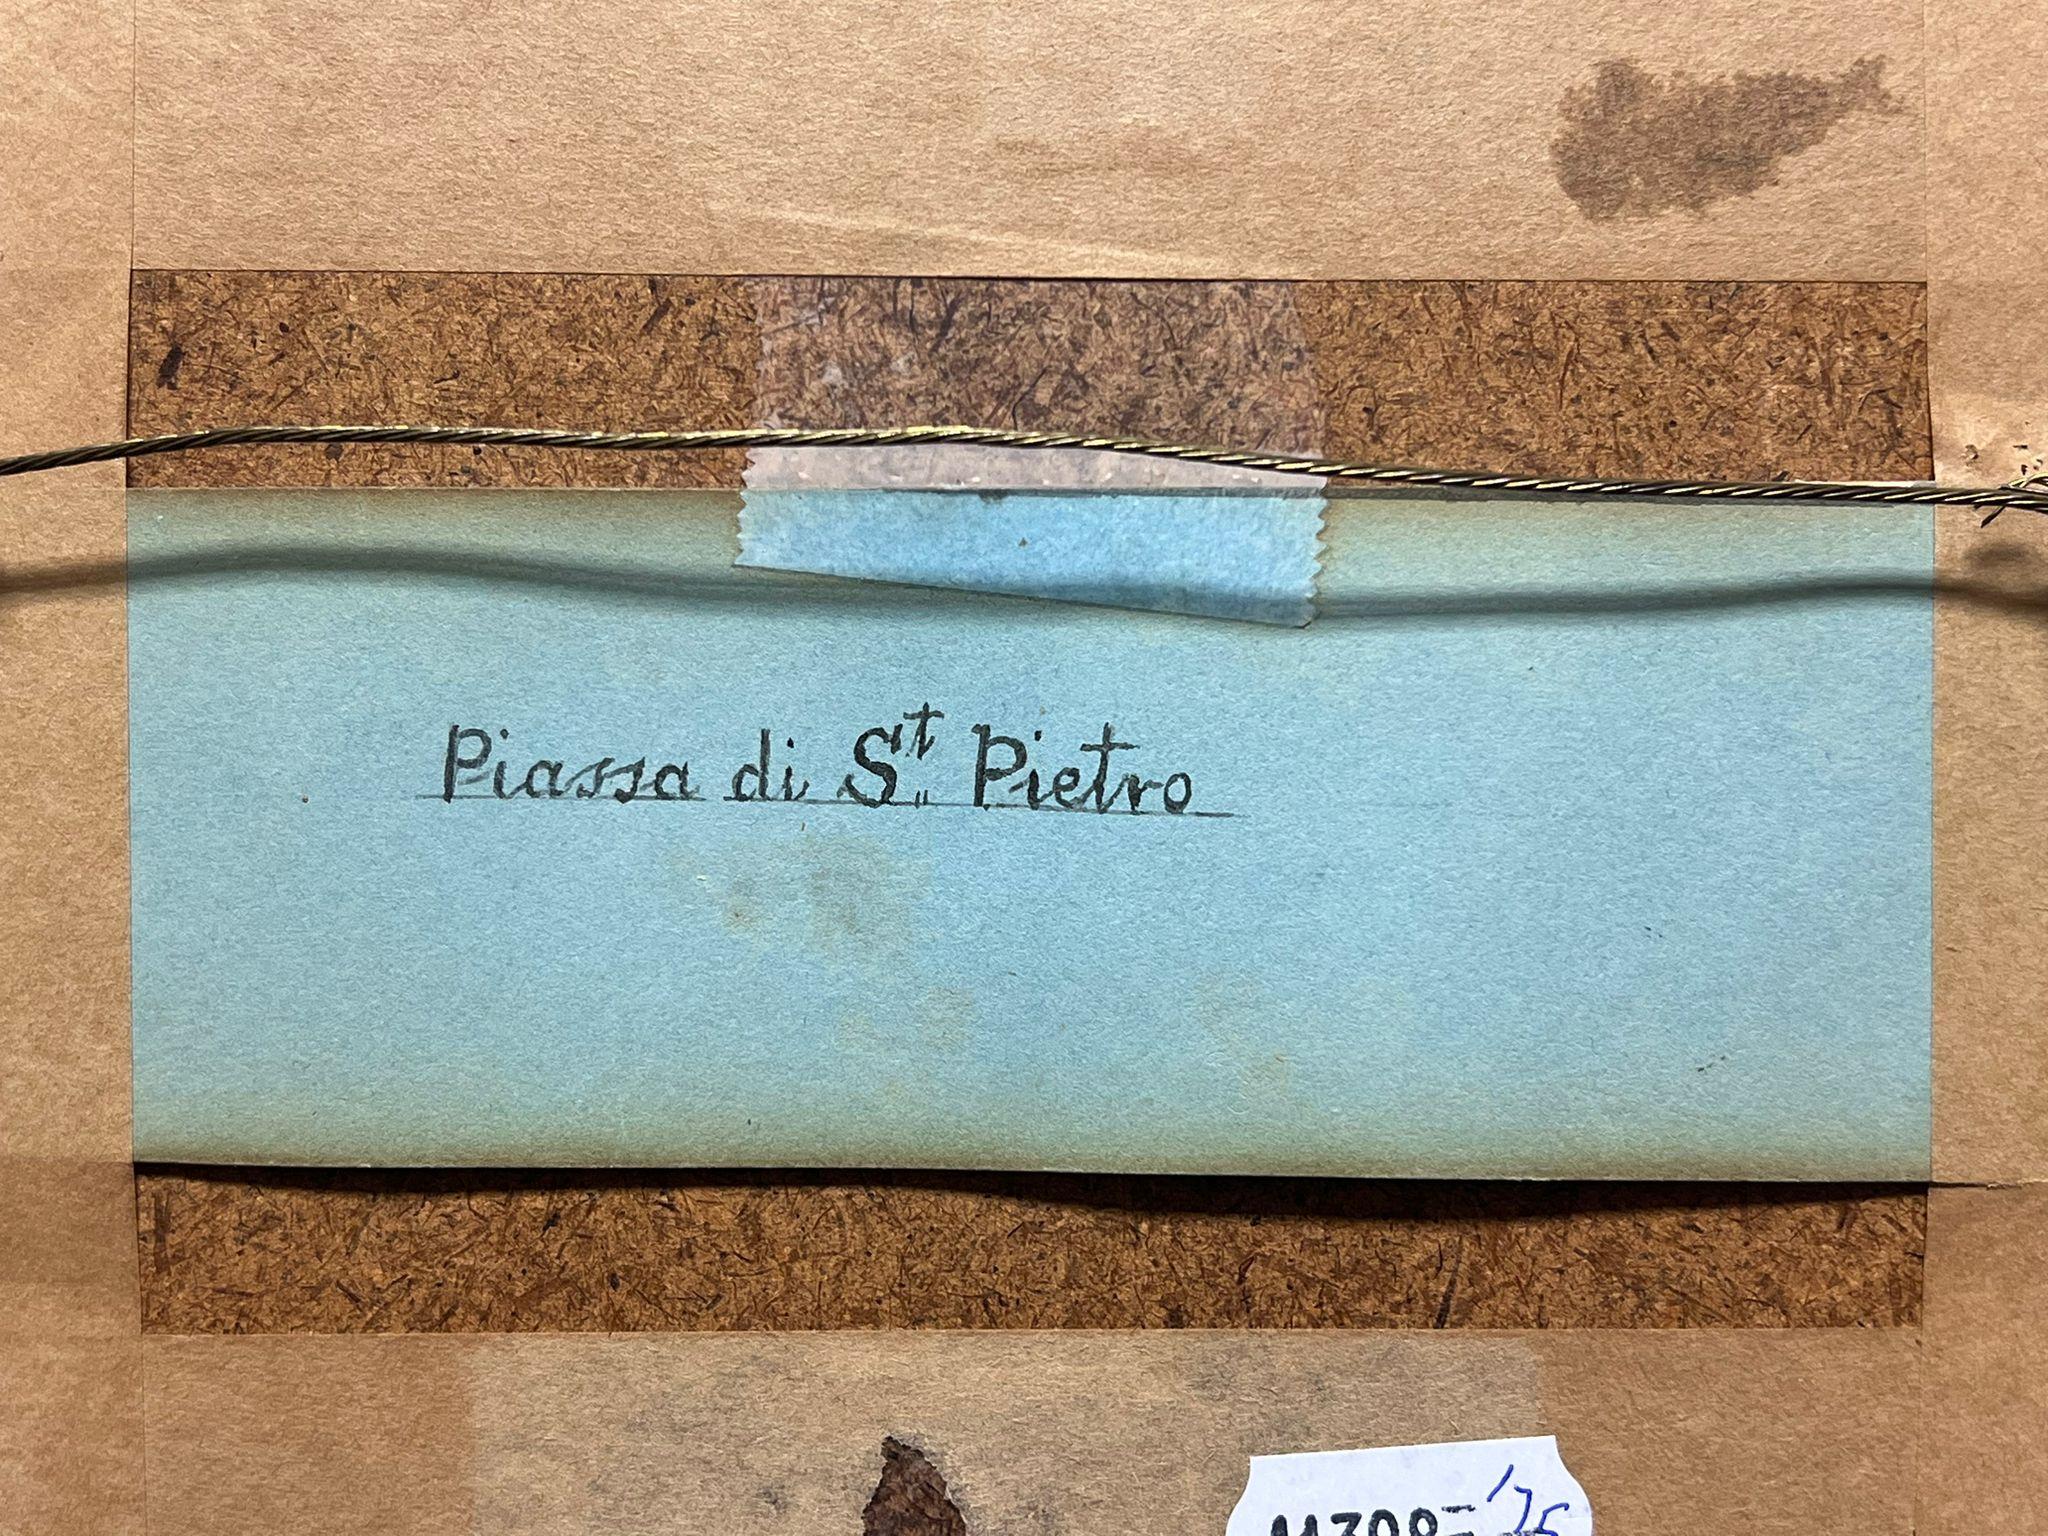 Piassa di St. Pietro